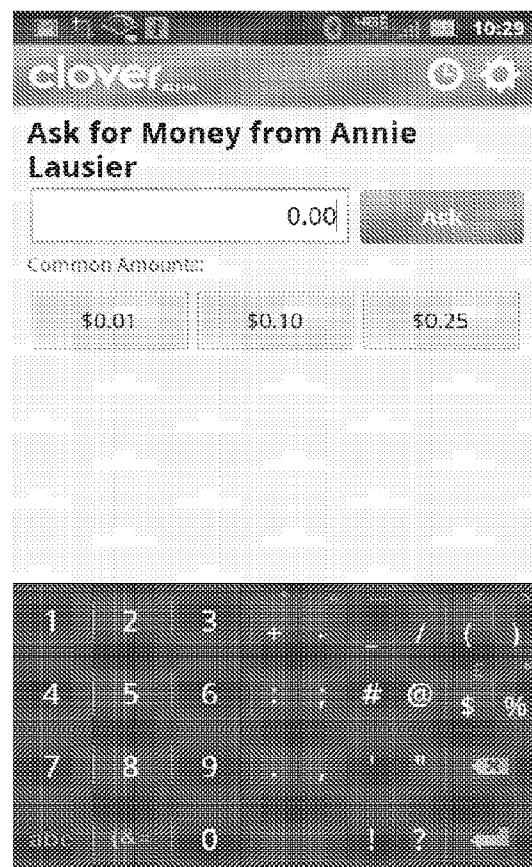 10:29
clover
Ask for Money from Annie
Lausier
0.00 Ask
Common Amounts:
$0.01 $0.10 $0.25
1 2 3 + - _ / ( )
4 5 6 : ; # @ $ %
7 8 9 . , ' "
0 ! ?